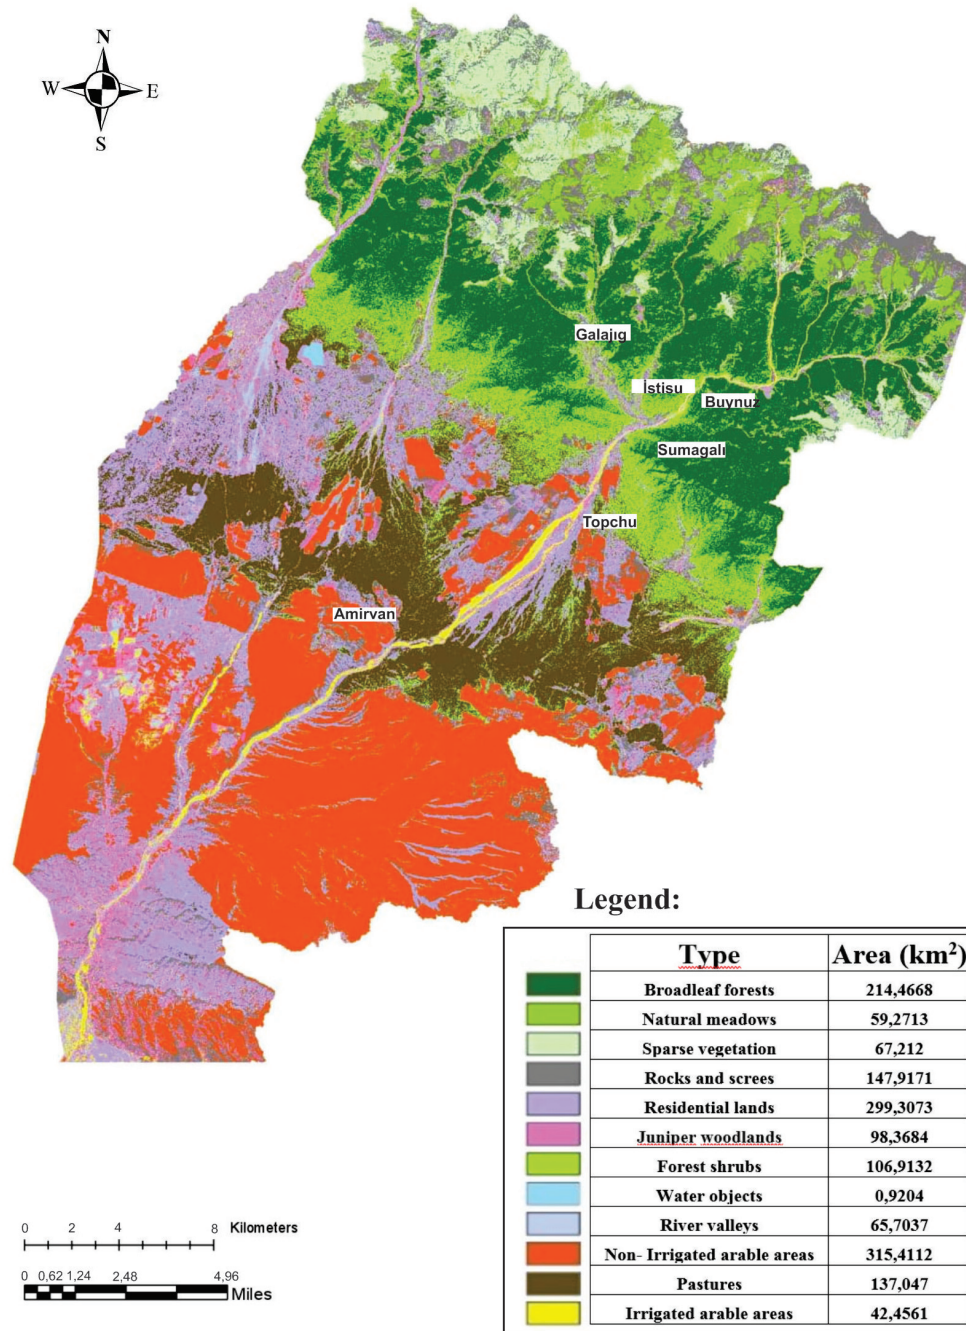 N
W E
S
Galajıg
İstisu
Buynuz
Sumagalı
Topchu
Amirvan
Legend:
Type Area (km²)
Broadleaf forests 214,4668
Natural meadows 59,2713
Sparse vegetation 67,212
Rocks and screes 147,9171
Residential lands 299,3073
Juniper woodlands 98,3684
Forest shrubs 106,9132
Water objects 0,9204
River valleys 65,7037
Non- Irrigated arable areas 315,4112
Pastures 137,047
Irrigated arable areas 42,4561
0 2 4 8 Kilometers
0 0,62 1,24 2,48 4,96
Miles